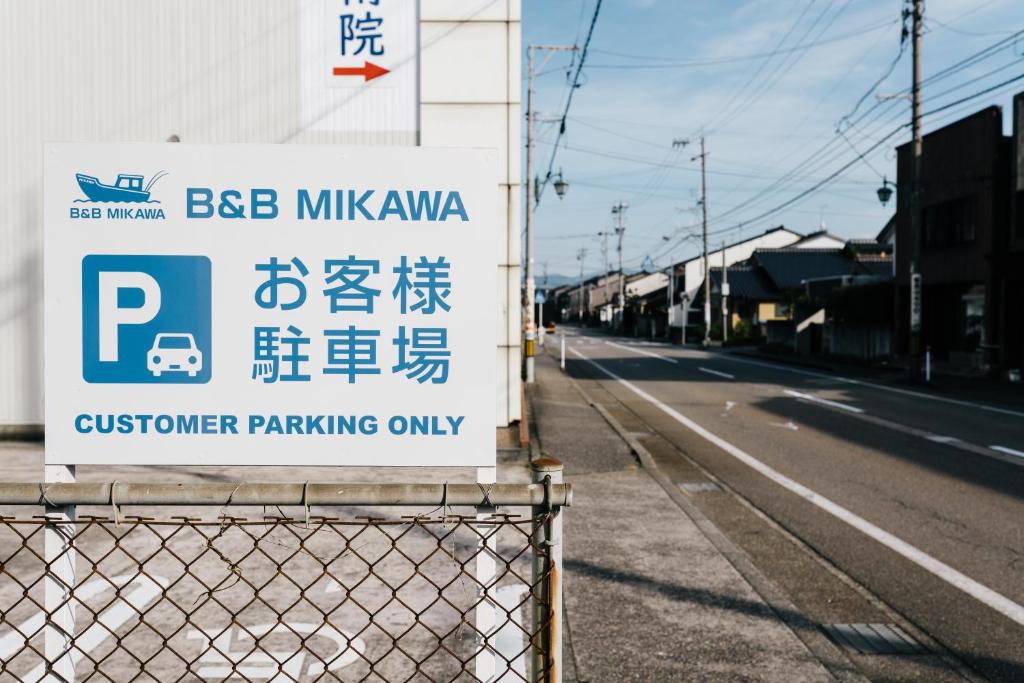 院
B&B MIKAWA
B&B MIKAWA
P
お客様
駐車場
CUSTOMER PARKING ONLY